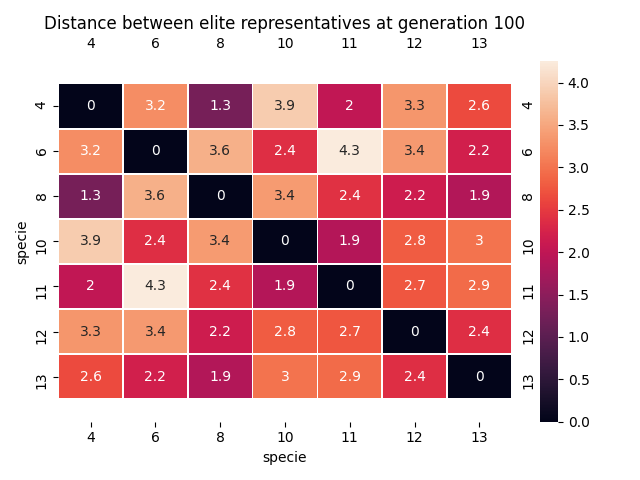 Distance between elite representatives at generation 100
4 6 8 10 11 12 13
4 0 3.2 1.3 3.9 2 3.3 2.6 4
6 3.2 0 3.6 2.4 4.3 3.4 2.2 6
8 1.3 3.6 0 3.4 2.4 2.2 1.9 8
specie
10 3.9 2.4 3.4 0 1.9 2.8 3 10
11 2 4.3 2.4 1.9 0 2.7 2.9 11
12 3.3 3.4 2.2 2.8 2.7 0 2.4 12
13 2.6 2.2 1.9 3 2.9 2.4 0 13
4 6 8 10 11 12 13
specie
4.0
3.5
3.0
2.5
2.0
1.5
1.0
0.5
0.0